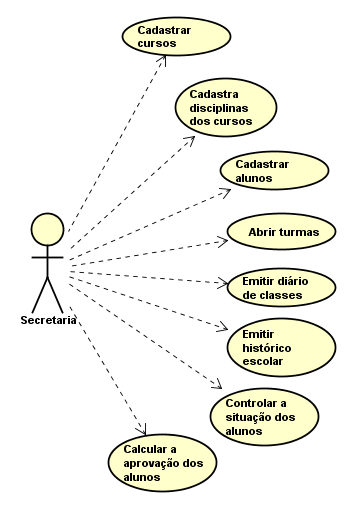 Cadastrar
cursos
Cadastra
disciplinas
dos cursos
Cadastrar
alunos
Abrir turmas
Emitir diário
de classes
Secretaria
Emitir
histórico
escolar
Controlar a
situação dos
alunos
Calcular a
aprovação dos
alunos